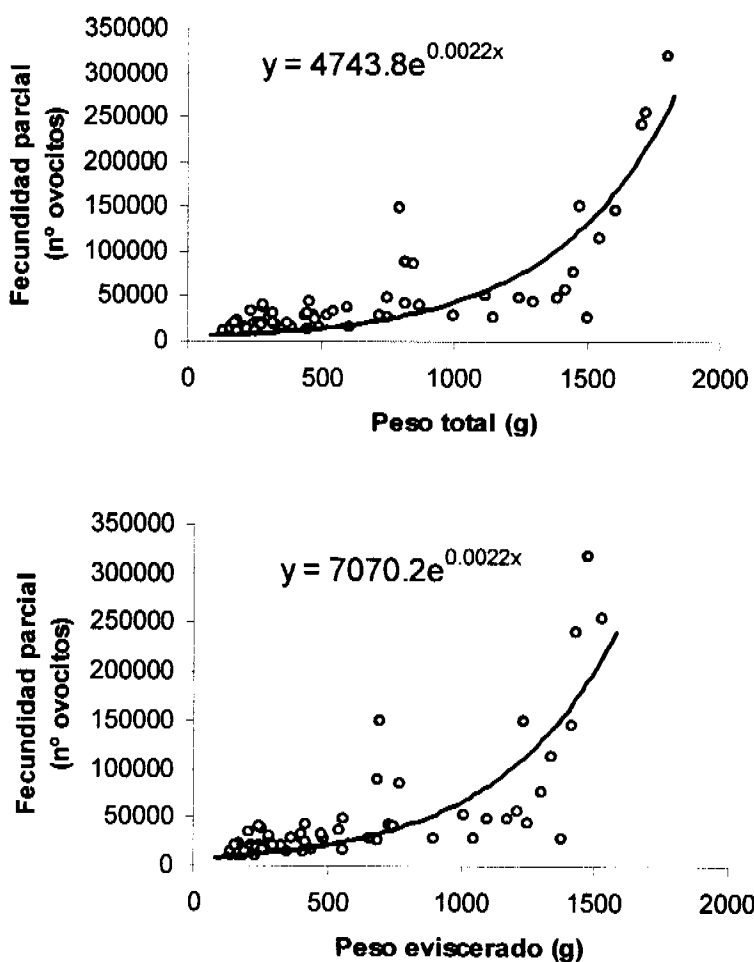 350000
300000
250000
200000
150000
100000
50000
0
Fecundidad parcial
(nº ovocitos)
y = 4743.8e^0.0022x
0 500 1000 1500 2000
Peso total (g)
350000
300000
250000
200000
150000
100000
50000
0
Fecundidad parcial
(nº ovocitos)
y = 7070.2e^0.0022x
0 500 1000 1500 2000
Peso eviscerado (g)